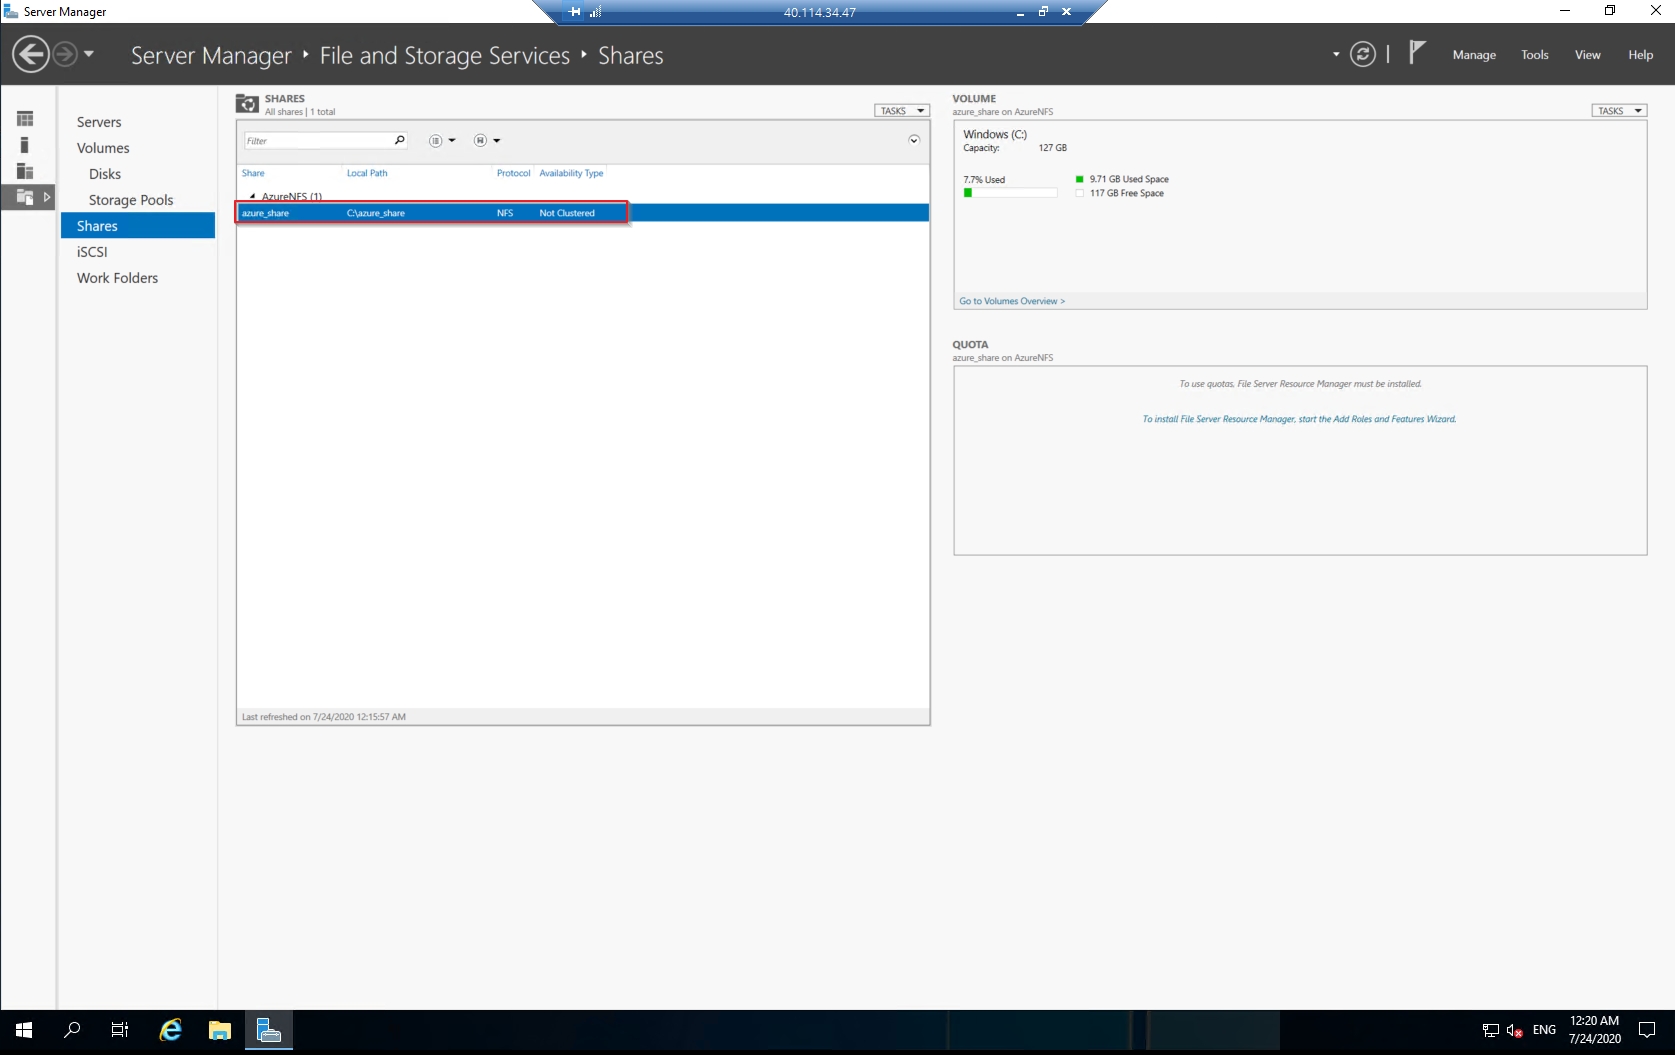 Server Manager
40.114.34.47
Server Manager ‣ File and Storage Services ‣ Shares
Manage Tools View Help
Servers
Volumes
Disks
Storage Pools
Shares
iSCSI
Work Folders
SHARES
All shares | 1 total
TASKS
Filter
Share Local Path Protocol Availability Type
AzureNFS (1)
azure_share C:\azure_share NFS Not Clustered
Last refreshed on 7/24/2020 12:15:57 AM
VOLUME
azure_share on AzureNFS
TASKS
Windows (C:)
Capacity: 127 GB
7.7% Used
9.71 GB Used Space
117 GB Free Space
Go to Volumes Overview >
QUOTA
azure_share on AzureNFS
To use quotas, File Server Resource Manager must be installed.
To install File Server Resource Manager, start the Add Roles and Features Wizard.
ENG
12:20 AM
7/24/2020